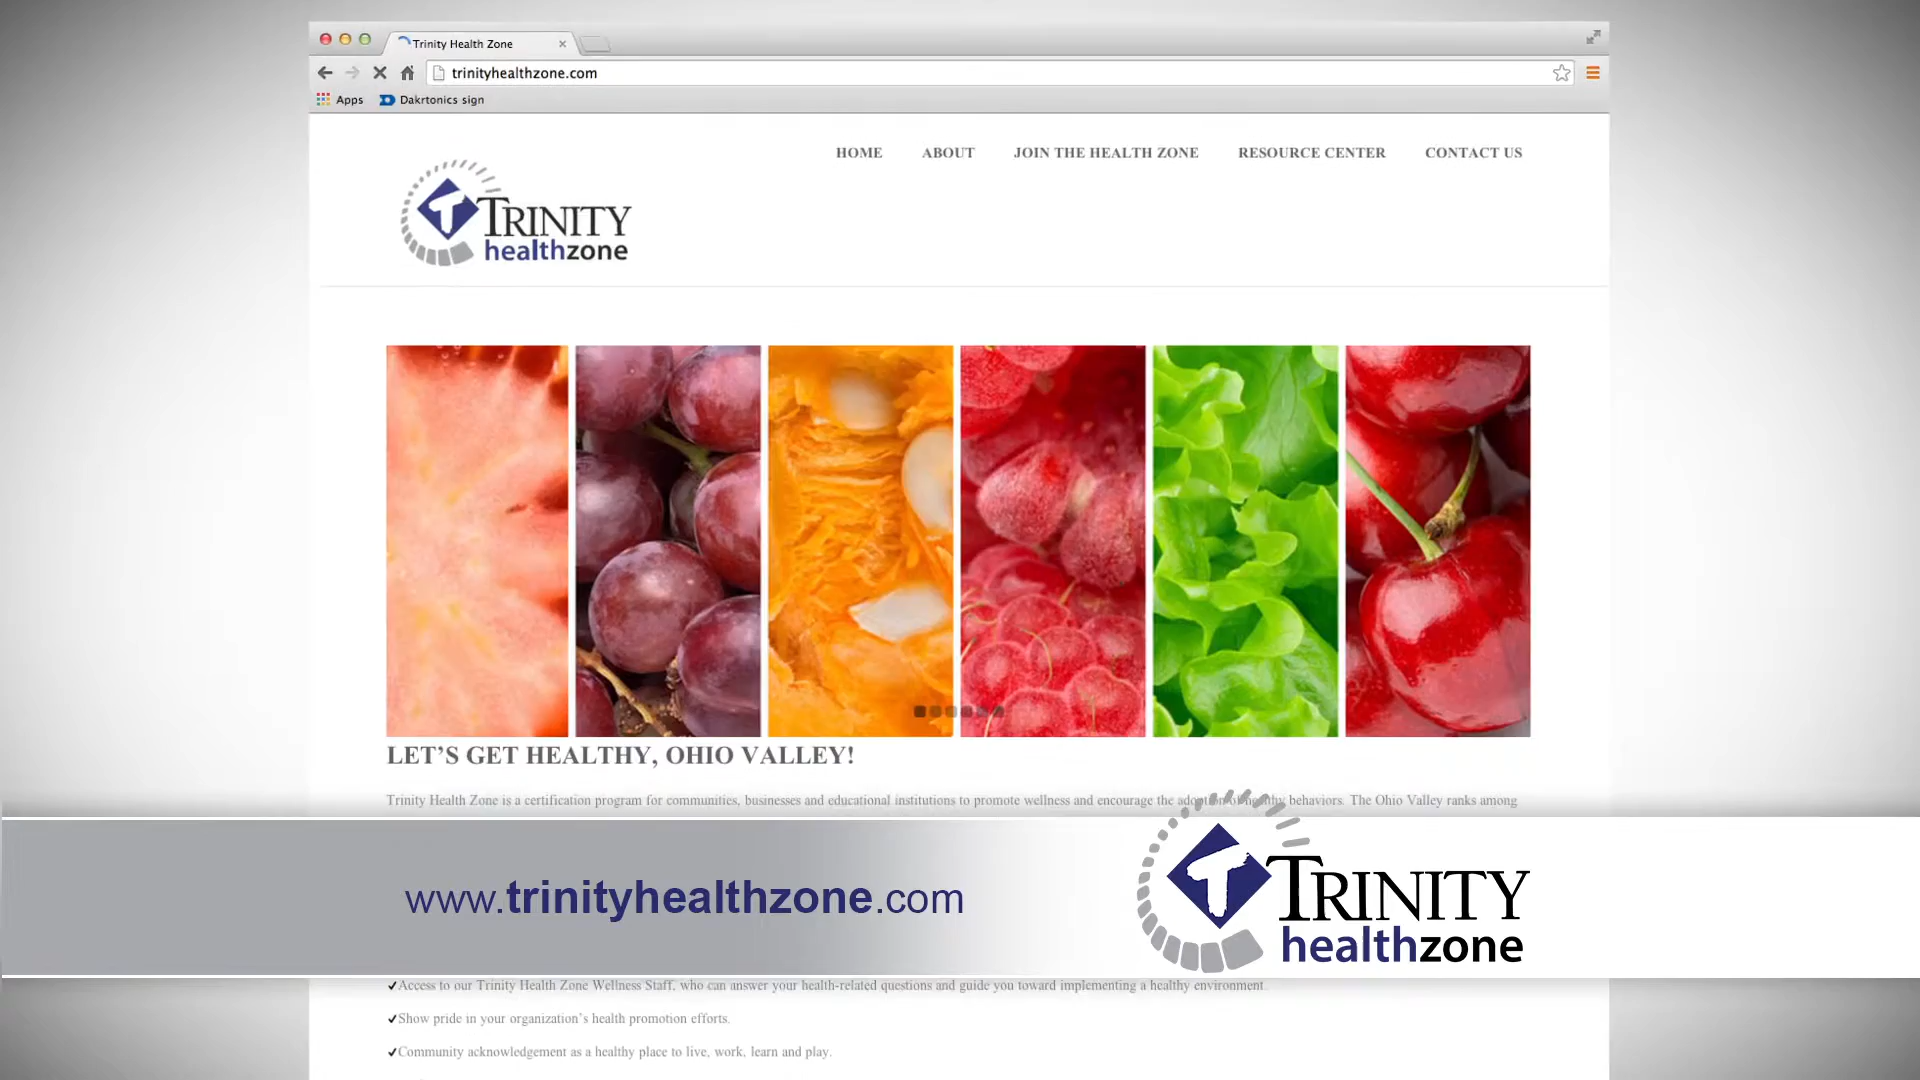 Trinity Health Zone
trinityhealthzone.com
Apps Dakrtonics sign
HOME ABOUT JOIN THE HEALTH ZONE RESOURCE CENTER CONTACT US
T TRINITY
healthzone
LET’S GET HEALTHY, OHIO VALLEY!
Trinity Health Zone is a certification program for communities, businesses and educational institutions to promote wellness and encourage the adoption of healthy behaviors. The Ohio Valley ranks among
www.trinityhealthzone.com
T TRINITY
healthzone
✓Access to our Trinity Health Zone Wellness Staff, who can answer your health-related questions and guide you toward implementing a healthy environment.
✓Show pride in your organization’s health promotion efforts.
✓Community acknowledgement as a healthy place to live, work, learn and play.